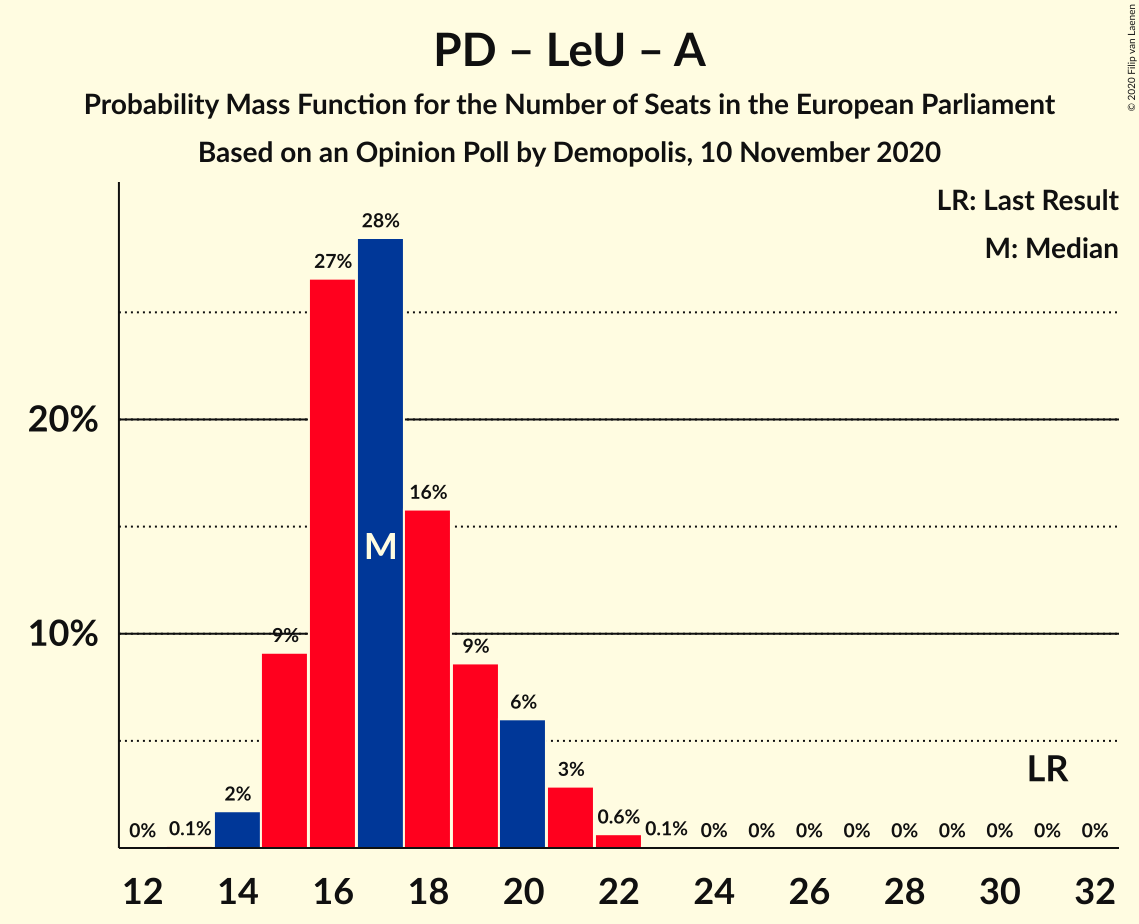 © 2020 Filip van Laenen
PD – LeU – A
Probability Mass Function for the Number of Seats in the European Parliament
Based on an Opinion Poll by Demopolis, 10 November 2020
LR: Last Result
M: Median
28%
27%
20%
16%
M
10%
9%
9%
6%
3%
LR
2%
0% 0.1% 0.6% 0.1% 0% 0% 0% 0% 0% 0% 0% 0% 0%
12 14 16 18 20 22 24 26 28 30 32